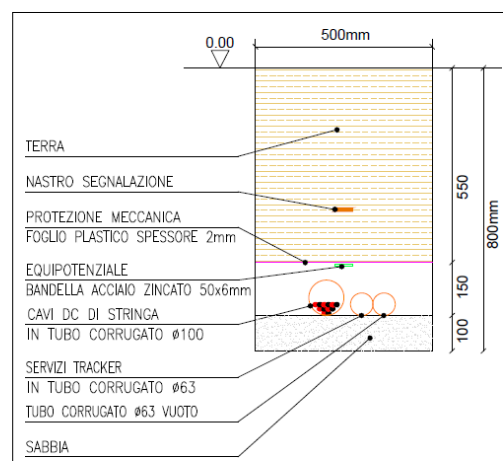 500mm
0.00
TERRA
NASTRO SEGNALAZIONE
PROTEZIONE MECCANICA
FOGLIO PLASTICO SPESSORE 2mm
EQUIPOTENZIALE
BANDELLA ACCIAIO ZINCATO 50x6mm
CAVI DC DI STRINGA
IN TUBO CORRUGATO ø100
SERVIZI TRACKER
IN TUBO CORRUGATO ø63
TUBO CORRUGATO ø63 VUOTO
SABBIA
550
150
100
800mm